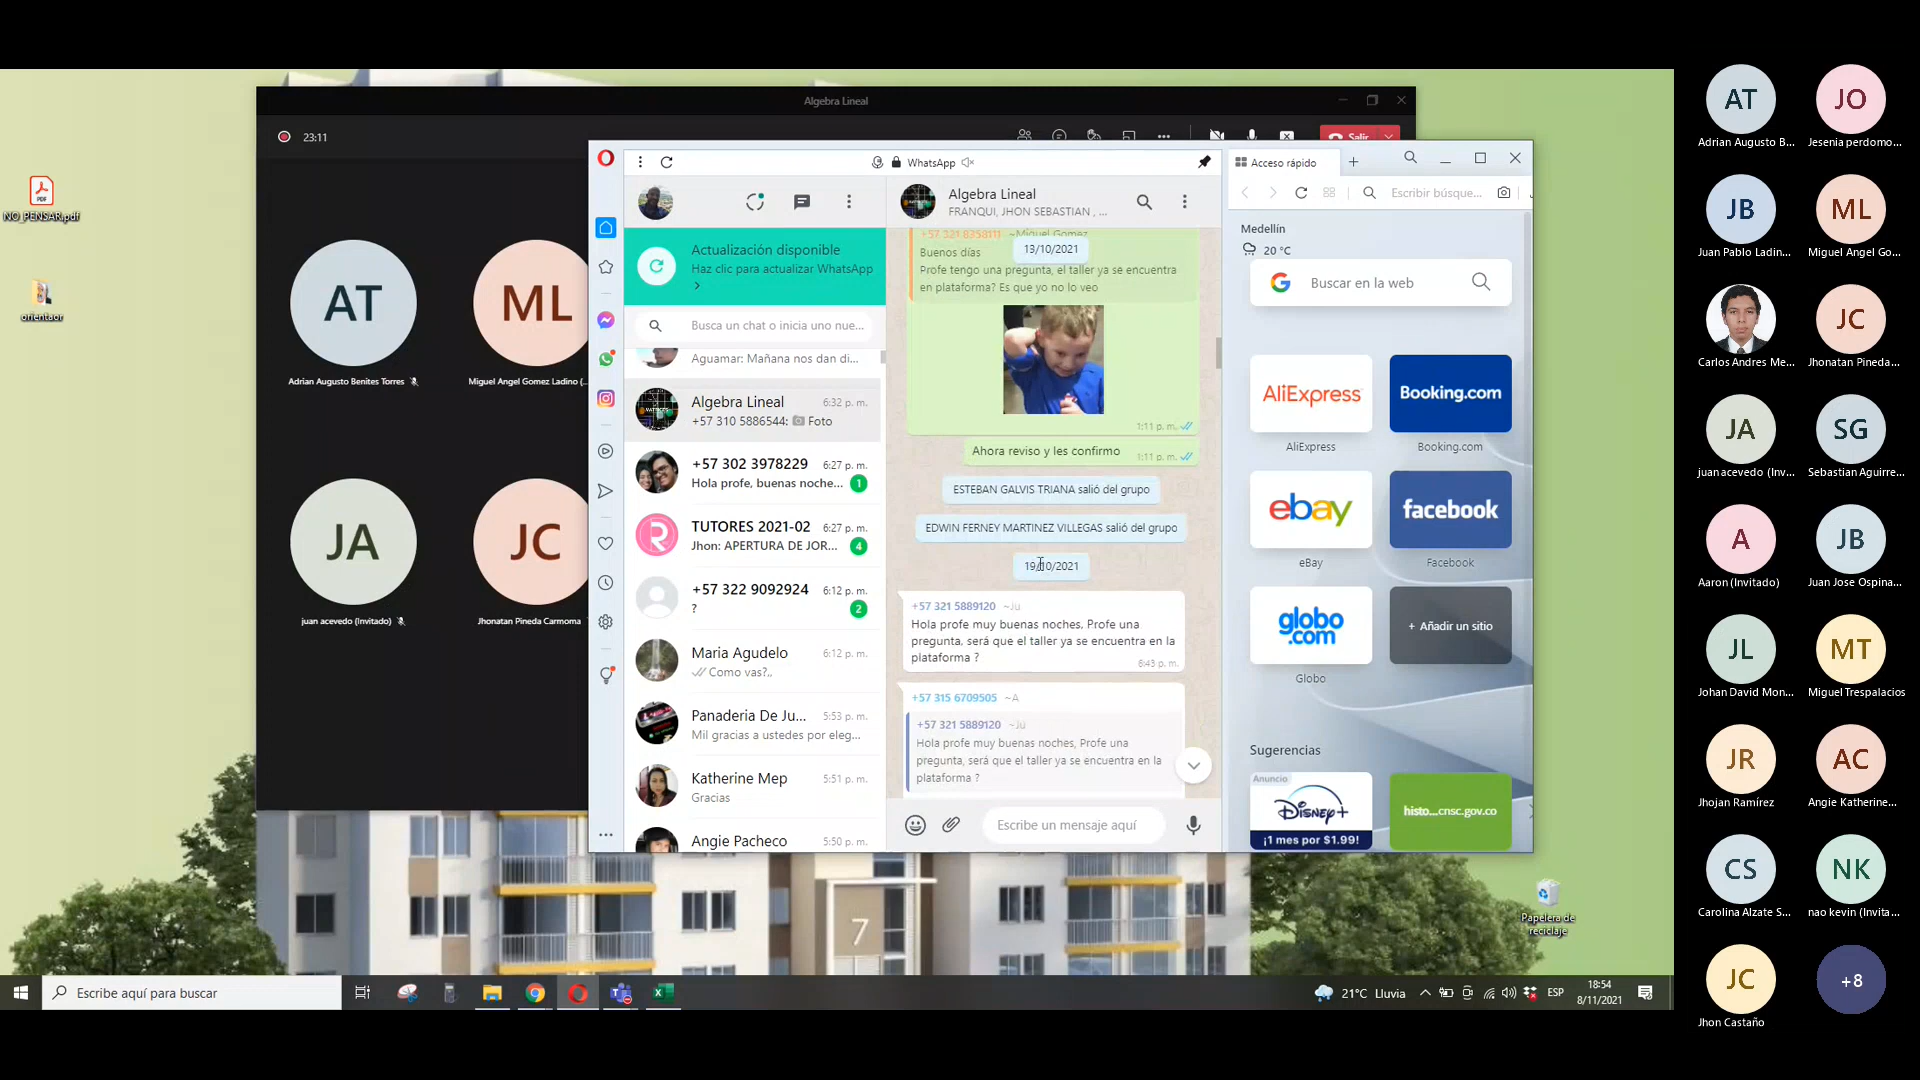 NO_PENSAR.pdf
orientaor
Algebra Lineal
23:11
Salir
AT
ML
Adrian Augusto Benites Torres
Miguel Angel Gomez Ladino (...
JA
JC
juan acevedo (Invitado)
Jhonatan Pineda Carmoma
WhatsApp
Actualización disponible
Haz clic para actualizar WhatsApp
Busca un chat o inicia uno nue...
Aguamar: Mañana nos dan di...
Algebra Lineal 6:32 p. m.
+57 310 5886544: Foto
+57 302 3978229 6:27 p. m.
Hola profe, buenas noche... 1
TUTORES 2021-02 6:27 p. m.
Jhon: APERTURA DE JOR... 4
+57 322 9092924 6:12 p. m.
? 2
Maria Agudelo 6:12 p. m.
Como vas?,,
Panaderia De Ju... 5:53 p. m.
Mil gracias a ustedes por eleg...
Katherine Mep 5:51 p. m.
Gracias
Angie Pacheco 5:50 p. m.
Algebra Lineal
FRANQUI, JHON SEBASTIAN , ...
+57 321 8358111 ~Miguel Gomez
13/10/2021
Buenos días
Profe tengo una pregunta, el taller ya se encuentra
en plataforma? Es que yo no lo veo
1:11 p. m.
Ahora reviso y les confirmo 1:11 p. m.
ESTEBAN GALVIS TRIANA salió del grupo
EDWIN FERNEY MARTINEZ VILLEGAS salió del grupo
19/10/2021
+57 321 5889120 ~Ju
Hola profe muy buenas noches, Profe una
pregunta, será que el taller ya se encuentra en la
plataforma ?
6:43 p. m.
+57 315 6709505 ~A
+57 321 5889120 ~Ju
Hola profe muy buenas noches, Profe una
pregunta, será que el taller ya se encuentra en la
plataforma ?
Escribe un mensaje aquí
Acceso rápido
Escribir búsque...
Medellín
20 °C
Buscar en la web
AliExpress
Booking.com
AliExpress
Booking.com
ebay
facebook
eBay
Facebook
globo
.com
+ Añadir un sitio
Globo
Sugerencias
Anuncio
Disney+
¡1 mes por $1.99!
histo...cnsc.gov.co
7
Papelera de
reciclaje
Escribe aquí para buscar
21°C Lluvia
ESP
18:54
8/11/2021
AT
JO
Adrian Augusto B...
Jesenia perdomo...
JB
ML
Juan Pablo Ladin...
Miguel Angel Go...
JC
Carlos Andres Me...
Jhonatan Pineda...
JA
SG
juan acevedo (Inv...
Sebastian Aguirre...
A
JB
Aaron (Invitado)
Juan Jose Ospina...
JL
MT
Johan David Mon...
Miguel Trespalacios
JR
AC
Jhojan Ramírez
Angie Katherine...
CS
NK
Carolina Alzate S...
nao kevin (Invita...
JC
+8
Jhon Castaño